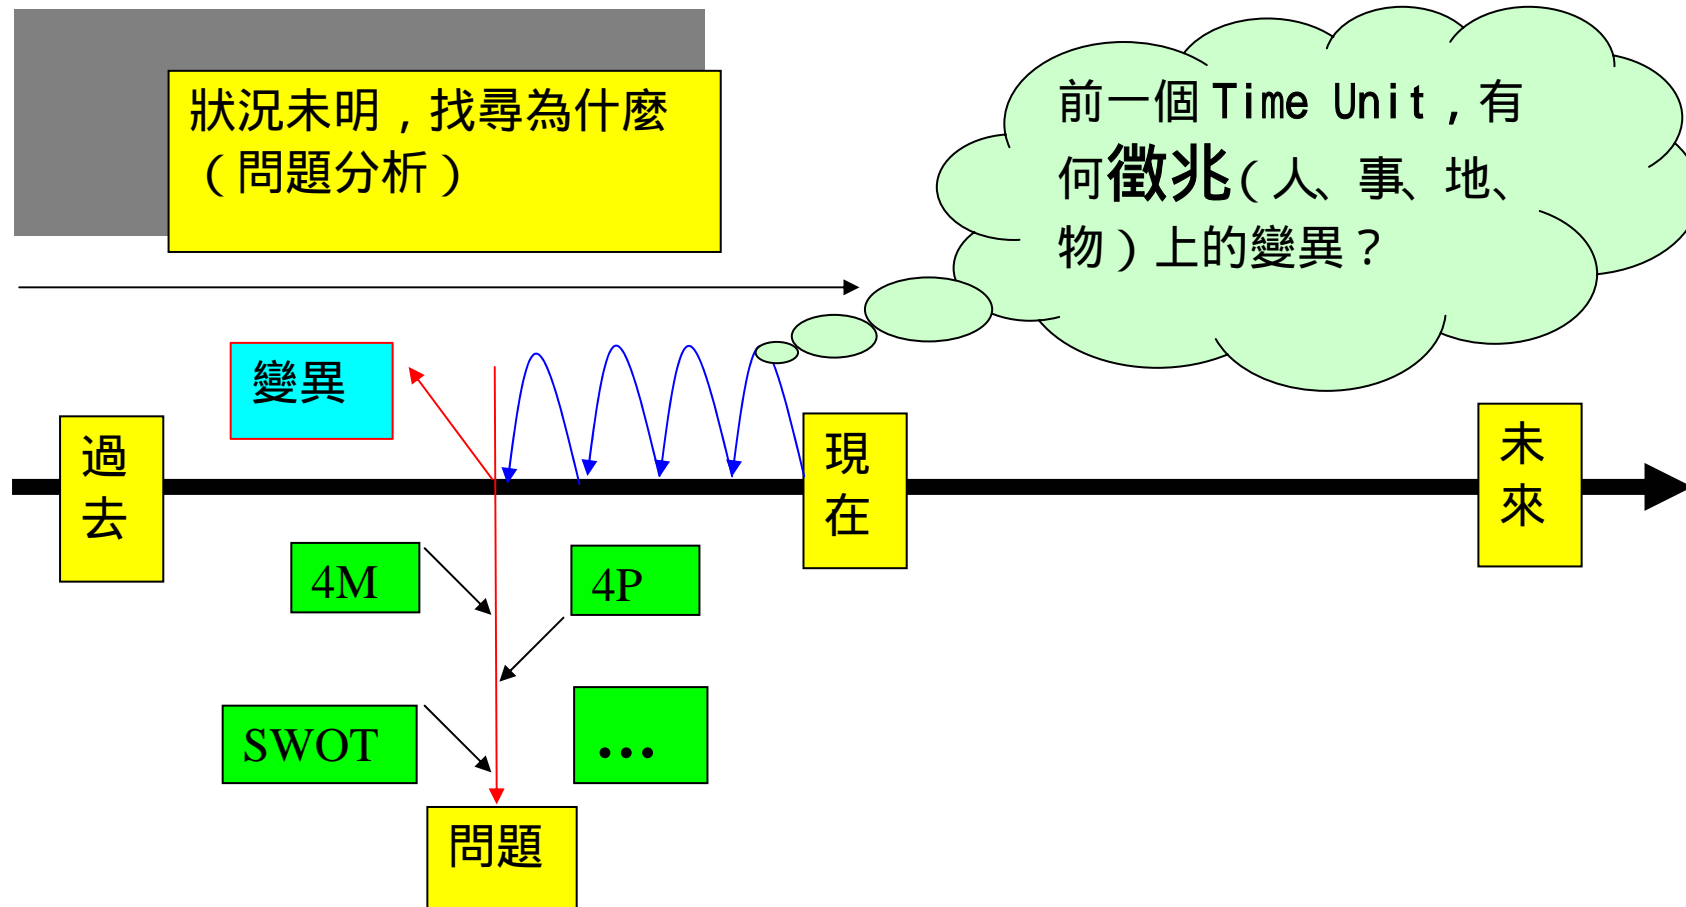 狀況未明，找尋為什麼
（問題分析）
前一個 Time Unit，有
何徵兆（人、事、地、
物）上的變異？
變異
過
去
現
在
未
來
4M
4P
SWOT
…
問題